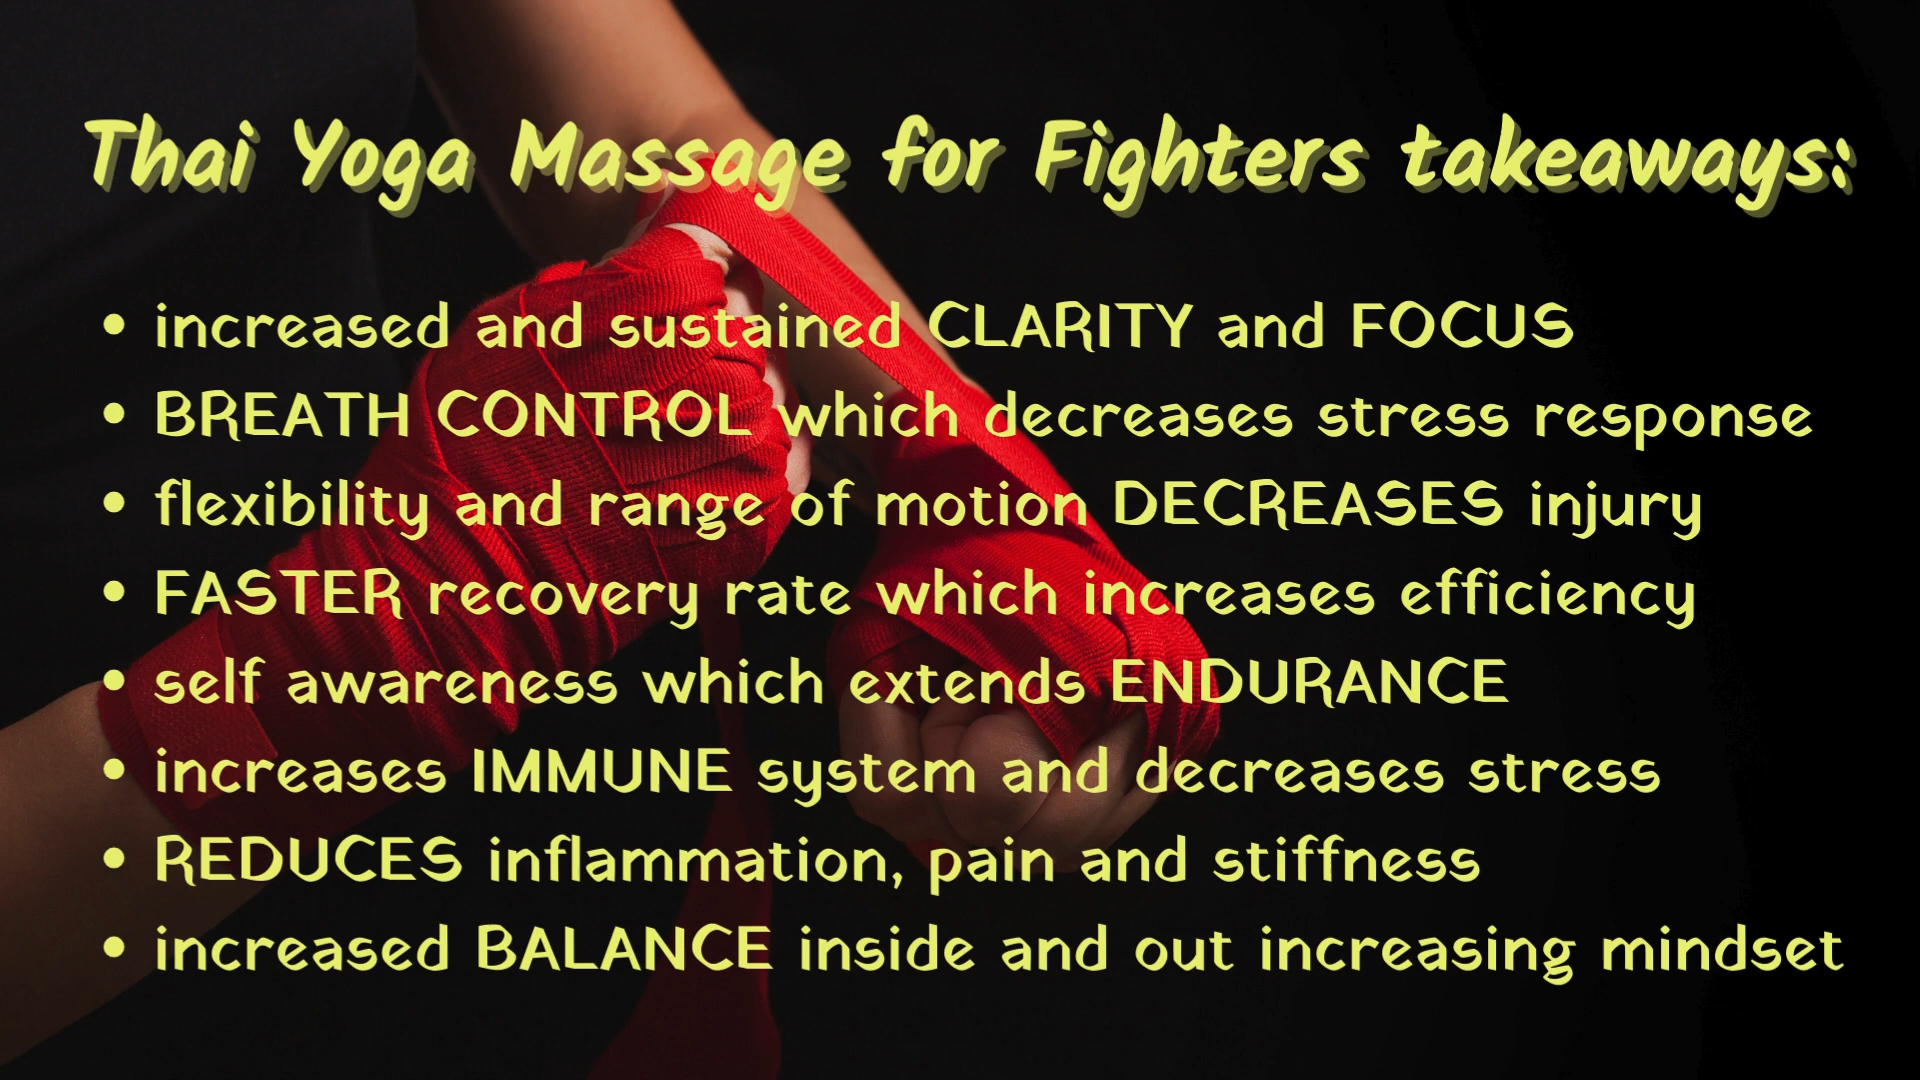 Thai Yoga Massage for Fighters takeaways:
• increased and sustained CLARITY and FOCUS
• BREATH CONTROL which decreases stress response
• flexibility and range of motion DECREASES injury
• FASTER recovery rate which increases efficiency
• self awareness which extends ENDURANCE
• increases IMMUNE system and decreases stress
• REDUCES inflammation, pain and stiffness
• increased BALANCE inside and out increasing mindset